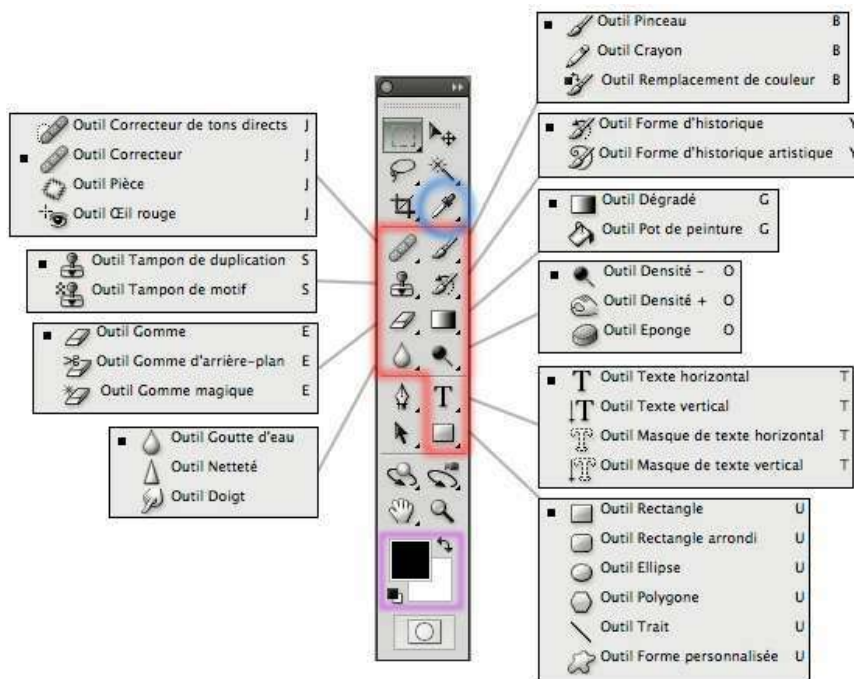 Outil Correcteur de tons directs J
Outil Correcteur J
Outil Pièce J
Outil Œil rouge J
Outil Tampon de duplication S
Outil Tampon de motif S
Outil Gomme E
Outil Gomme d'arrière-plan E
Outil Gomme magique E
Outil Goutte d'eau
Outil Netteté
Outil Doigt
T
Outil Pinceau B
Outil Crayon B
Outil Remplacement de couleur B
Outil Forme d'historique Y
Outil Forme d'historique artistique Y
Outil Dégradé G
Outil Pot de peinture G
Outil Densité - O
Outil Densité + O
Outil Eponge O
T Outil Texte horizontal T
T Outil Texte vertical T
T Outil Masque de texte horizontal T
T Outil Masque de texte vertical T
Outil Rectangle U
Outil Rectangle arrondi U
Outil Ellipse U
Outil Polygone U
Outil Trait U
Outil Forme personnalisée U